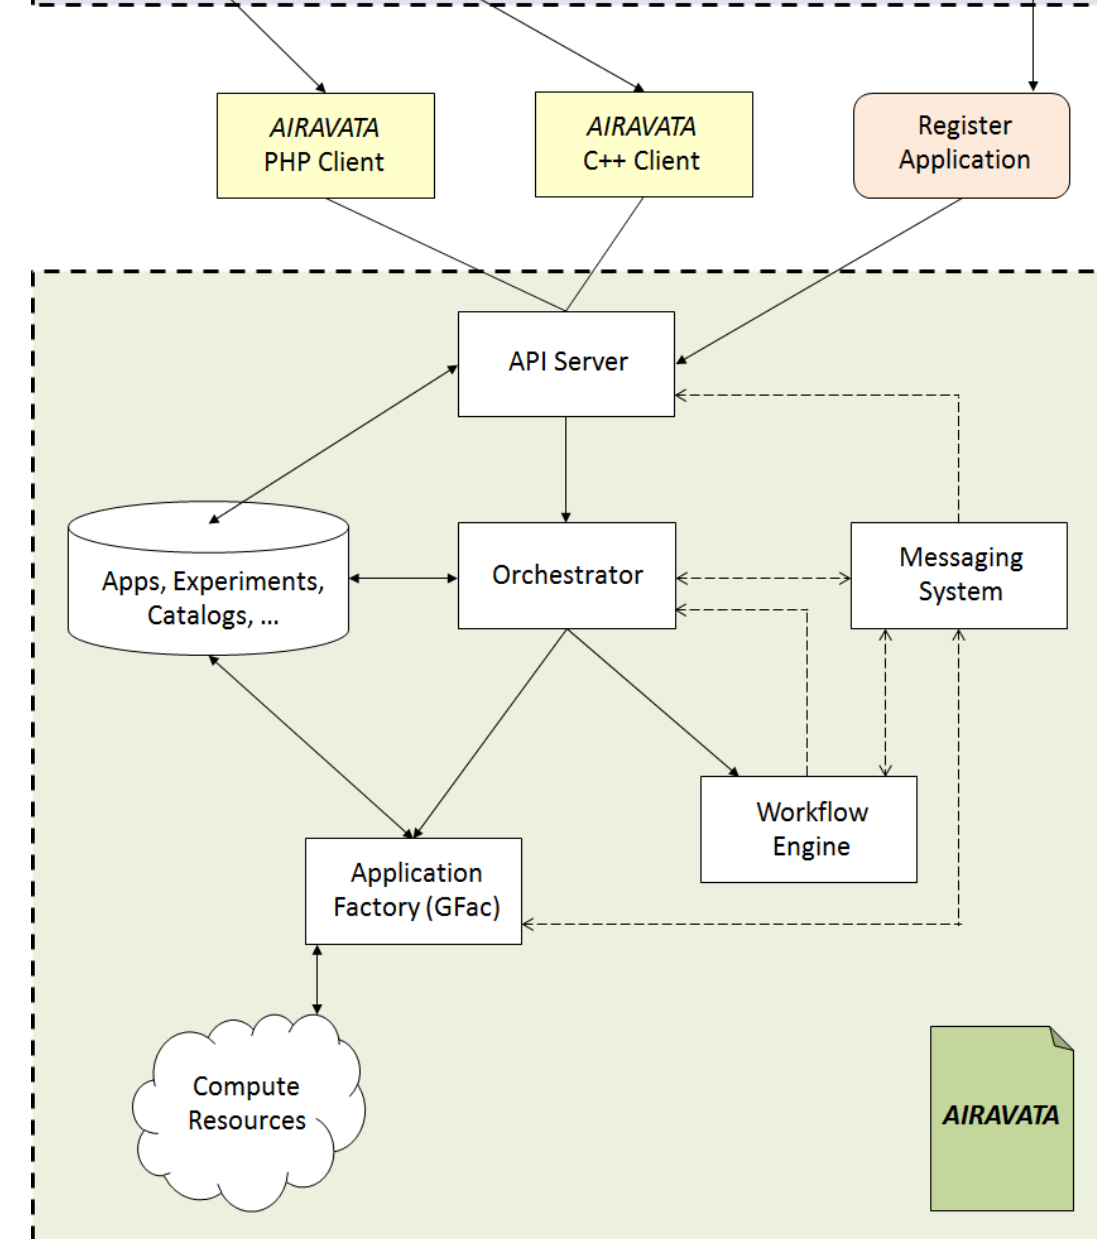 AIRAVATA
PHP Client
AIRAVATA
C++ Client
Register
Application
API Server
Apps, Experiments,
Catalogs, ...
Orchestrator
Messaging
System
Workflow
Engine
Application
Factory (GFac)
Compute
Resources
AIRAVATA